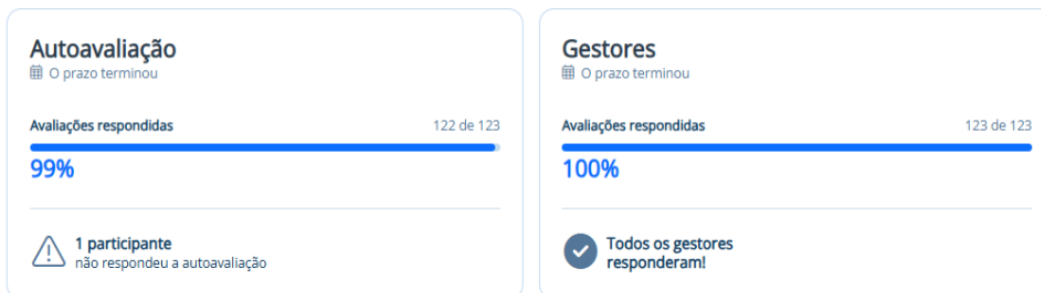 Autoavaliação
O prazo terminou
Avaliações respondidas 122 de 123
99%
1 participante
não respondeu a autoavaliação
Gestores
O prazo terminou
Avaliações respondidas 123 de 123
100%
Todos os gestores
responderam!